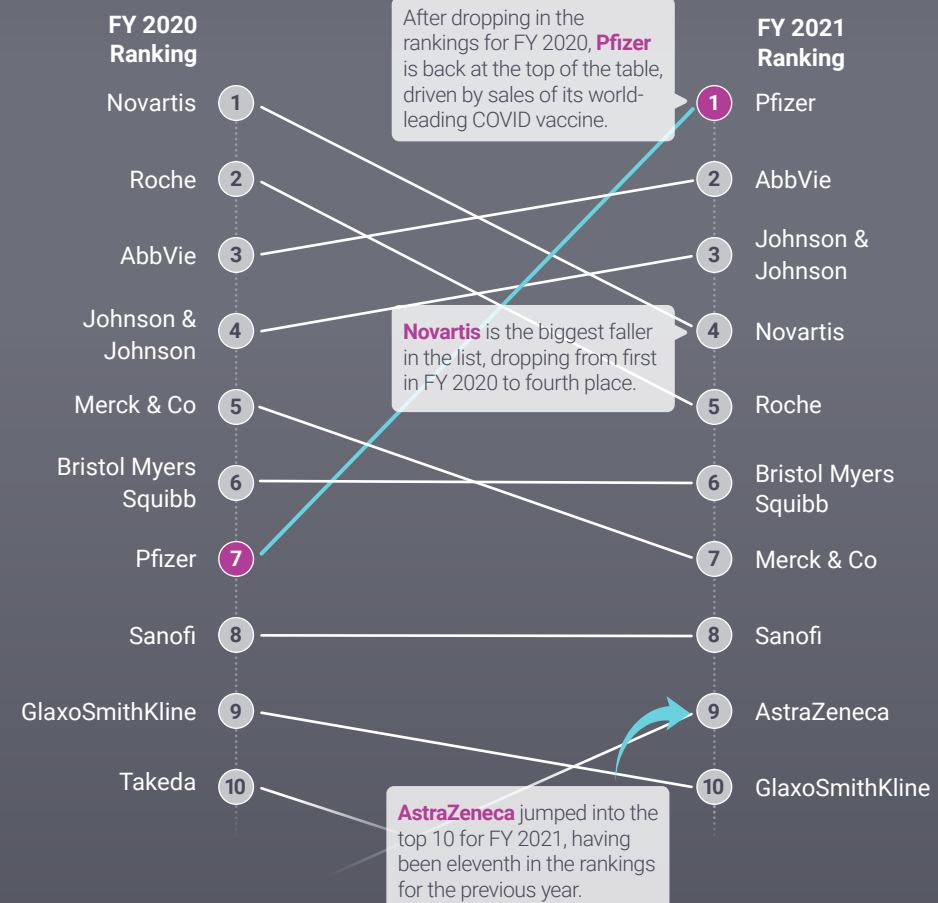 FY 2020
Ranking
Novartis
1
Roche
2
AbbVie
3
Johnson &
Johnson
4
Merck & Co
5
Bristol Myers
Squibb
6
Pfizer
7
Sanofi
8
GlaxoSmithKline
9
Takeda
10
After dropping in the
rankings for FY 2020, Pfizer
is back at the top of the table,
driven by sales of its world-
leading COVID vaccine.
Novartis is the biggest faller
in the list, dropping from first
in FY 2020 to fourth place.
AstraZeneca jumped into the
top 10 for FY 2021, having
been eleventh in the rankings
for the previous year.
FY 2021
Ranking
1
Pfizer
2
AbbVie
3
Johnson &
Johnson
4
Novartis
5
Roche
6
Bristol Myers
Squibb
7
Merck & Co
8
Sanofi
9
AstraZeneca
10
GlaxoSmithKline